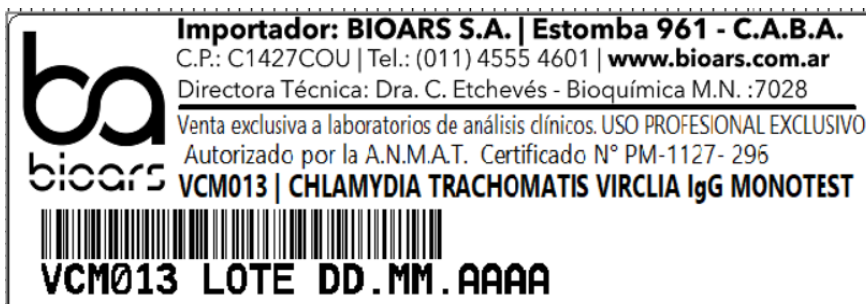 Importador: BIOARS S.A. | Estomba 961 - C.A.B.A.
C.P.: C1427COU | Tel.: (011) 4555 4601 | www.bioars.com.ar
Directora Técnica: Dra. C. Etchevés - Bioquímica M.N. :7028
Venta exclusiva a laboratorios de análisis clínicos. USO PROFESIONAL EXCLUSIVO
Autorizado por la A.N.M.A.T. Certificado N° PM-1127- 296
VCM013 | CHLAMYDIA TRACHOMATIS VIRCLIA IgG MONOTEST
ba
bioars
VCM013 LOTE DD.MM.AAAA